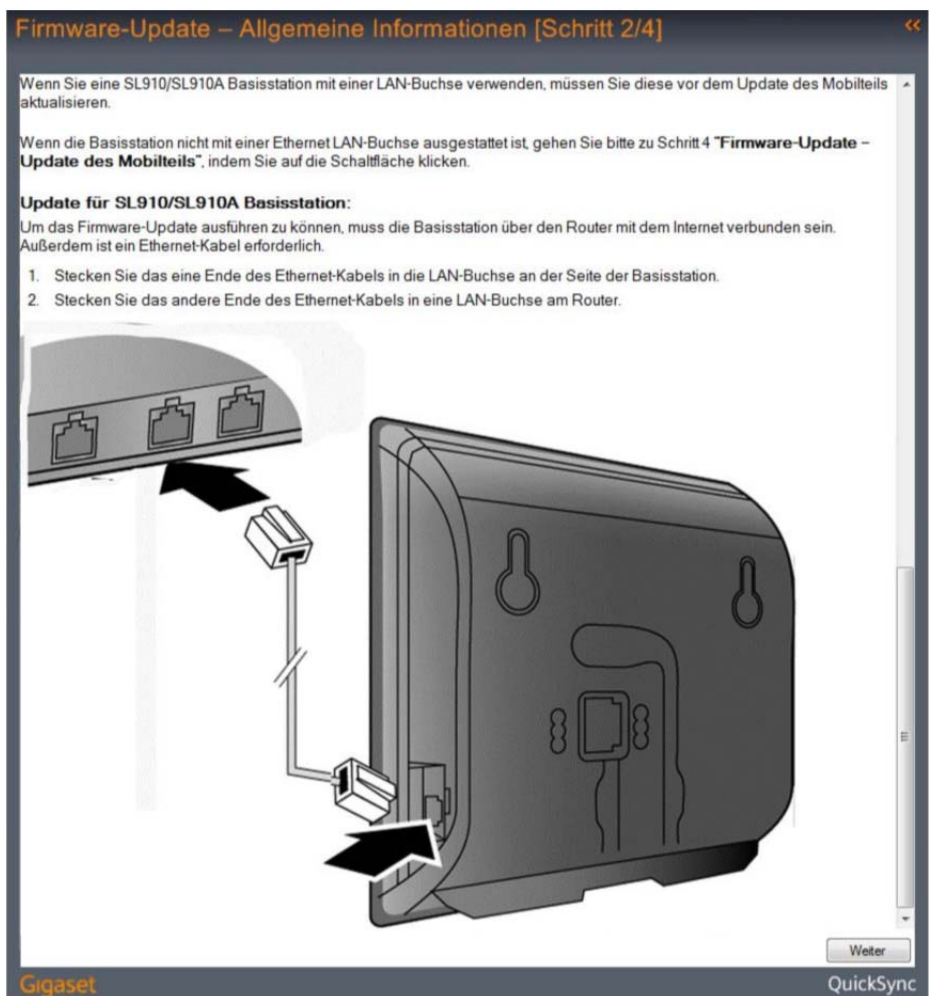 Firmware-Update – Allgemeine Informationen [Schritt 2/4]
Wenn Sie eine SL910/SL910A Basisstation mit einer LAN-Buchse verwenden, müssen Sie diese vor dem Update des Mobilteils
aktualisieren.
Wenn die Basisstation nicht mit einer Ethernet LAN-Buchse ausgestattet ist, gehen Sie bitte zu Schritt 4 "Firmware-Update –
Update des Mobilteils", indem Sie auf die Schaltfläche klicken.
Update für SL910/SL910A Basisstation:
Um das Firmware-Update ausführen zu können, muss die Basisstation über den Router mit dem Internet verbunden sein.
Außerdem ist ein Ethernet-Kabel erforderlich.
1. Stecken Sie das eine Ende des Ethernet-Kabels in die LAN-Buchse an der Seite der Basisstation.
2. Stecken Sie das andere Ende des Ethernet-Kabels in eine LAN-Buchse am Router.
Weiter
Gigaset
QuickSync